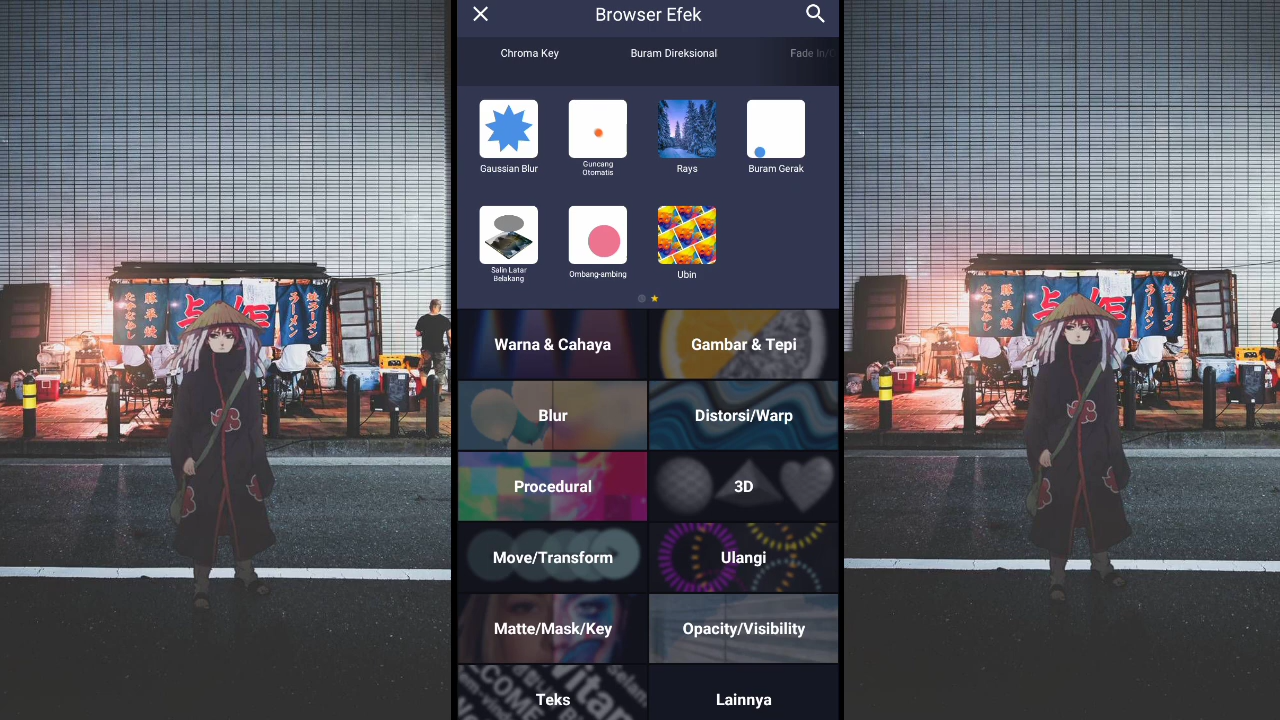 Browser Efek
Chroma Key
Buram Direksional
Fade In/
Gaussian Blur
Guncang
Otomatis
Rays
Buram Gerak
Salin Latar
Belakang
Ombang-ambing
Ubin
Warna & Cahaya
Gambar & Tepi
Blur
Distorsi/Warp
Procedural
3D
Move/Transform
Ulangi
Matte/Mask/Key
Opacity/Visibility
Teks
Lainnya